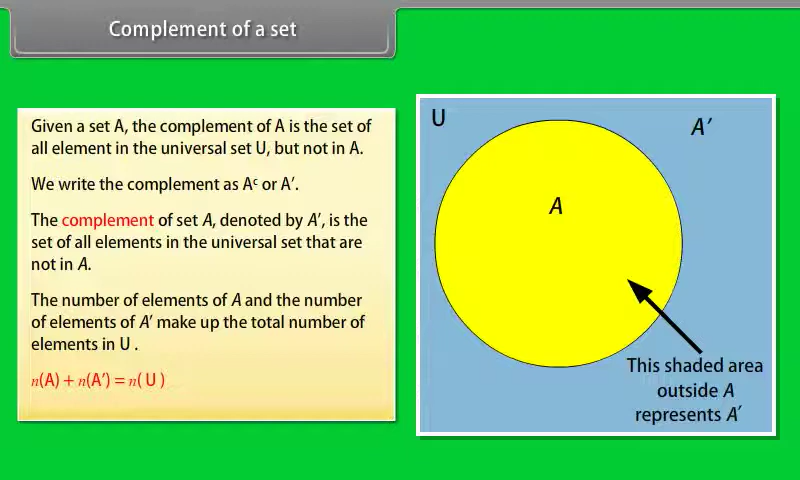 Complement of a set
Given a set A, the complement of A is the set of
all element in the universal set U, but not in A.
We write the complement as Aᶜ or A′.
The complement of set A, denoted by A′, is the
set of all elements in the universal set that are
not in A.
The number of elements of A and the number
of elements of A′ make up the total number of
elements in U .
n(A) + n(A′) = n( U )
U
A′
A
This shaded area
outside A
represents A′